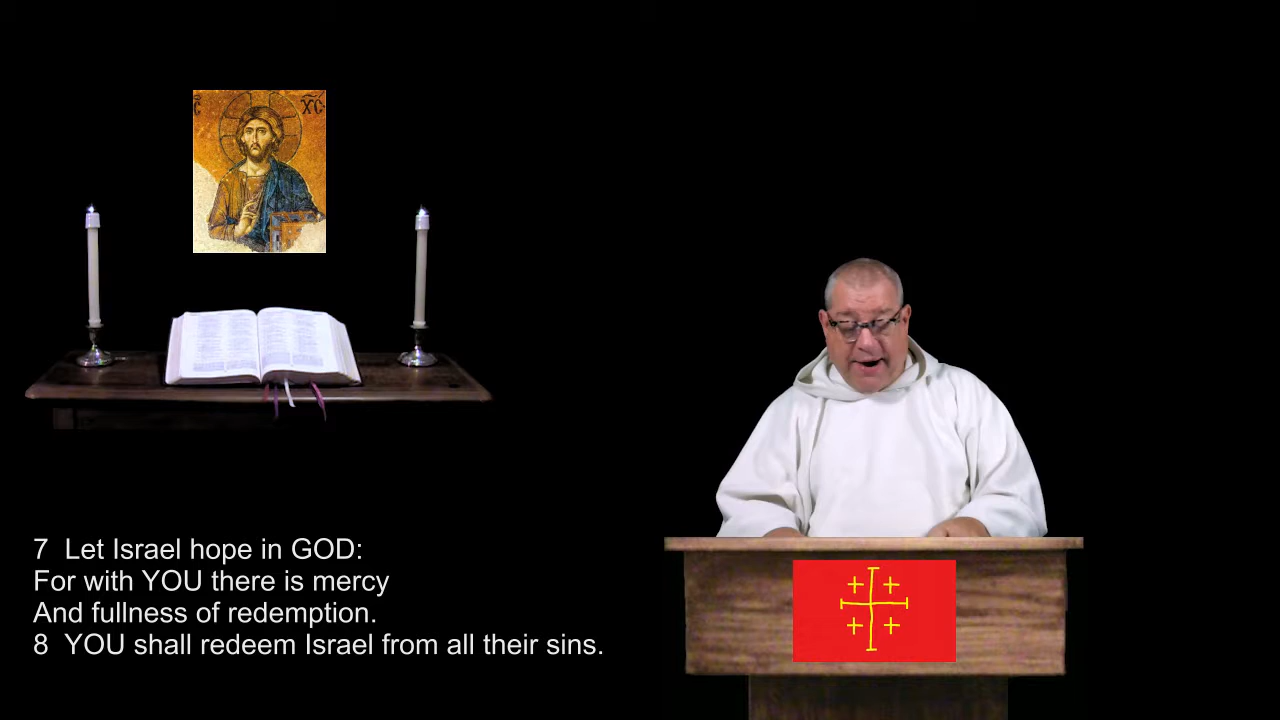 XC
7 Let Israel hope in GOD:
For with YOU there is mercy
And fullness of redemption.
8 YOU shall redeem Israel from all their sins.